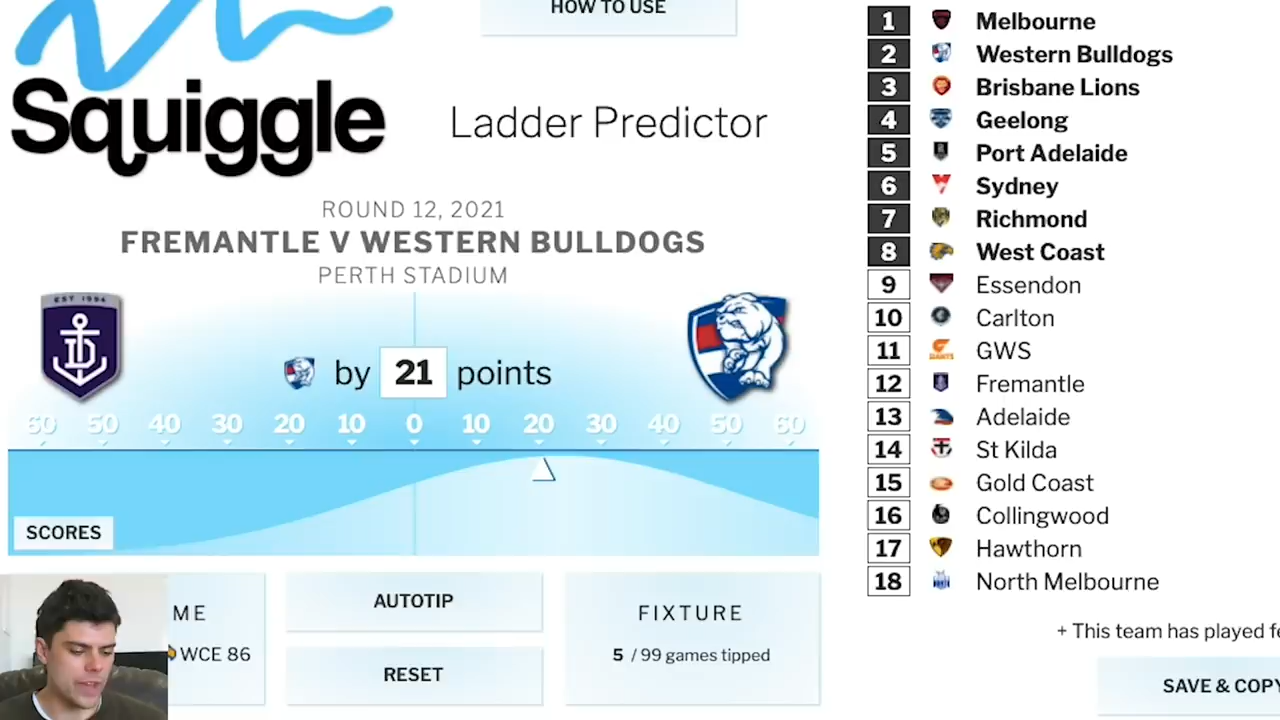 HOW TO USE
Squiggle
Ladder Predictor
ROUND 12, 2021
FREMANTLE V WESTERN BULLDOGS
PERTH STADIUM
EST 1994
by 21 points
60 50 40 30 20 10 0 10 20 30 40 50 60
SCORES
ME
WCE 86
AUTOTIP
RESET
FIXTURE
5 / 99 games tipped
1 Melbourne
2 Western Bulldogs
3 Brisbane Lions
4 Geelong
5 Port Adelaide
6 Sydney
7 Richmond
8 West Coast
9 Essendon
10 Carlton
11 GWS
12 Fremantle
13 Adelaide
14 St Kilda
15 Gold Coast
16 Collingwood
17 Hawthorn
18 North Melbourne
+ This team has played fe
SAVE & COPY